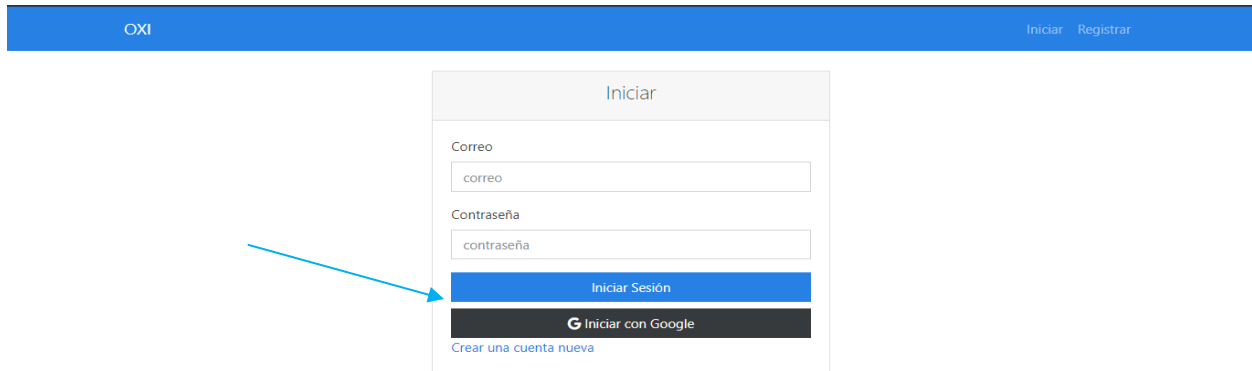 OXI
Iniciar Registrar
Iniciar
Correo
correo
Contraseña
contraseña
Iniciar Sesión
G Iniciar con Google
Crear una cuenta nueva